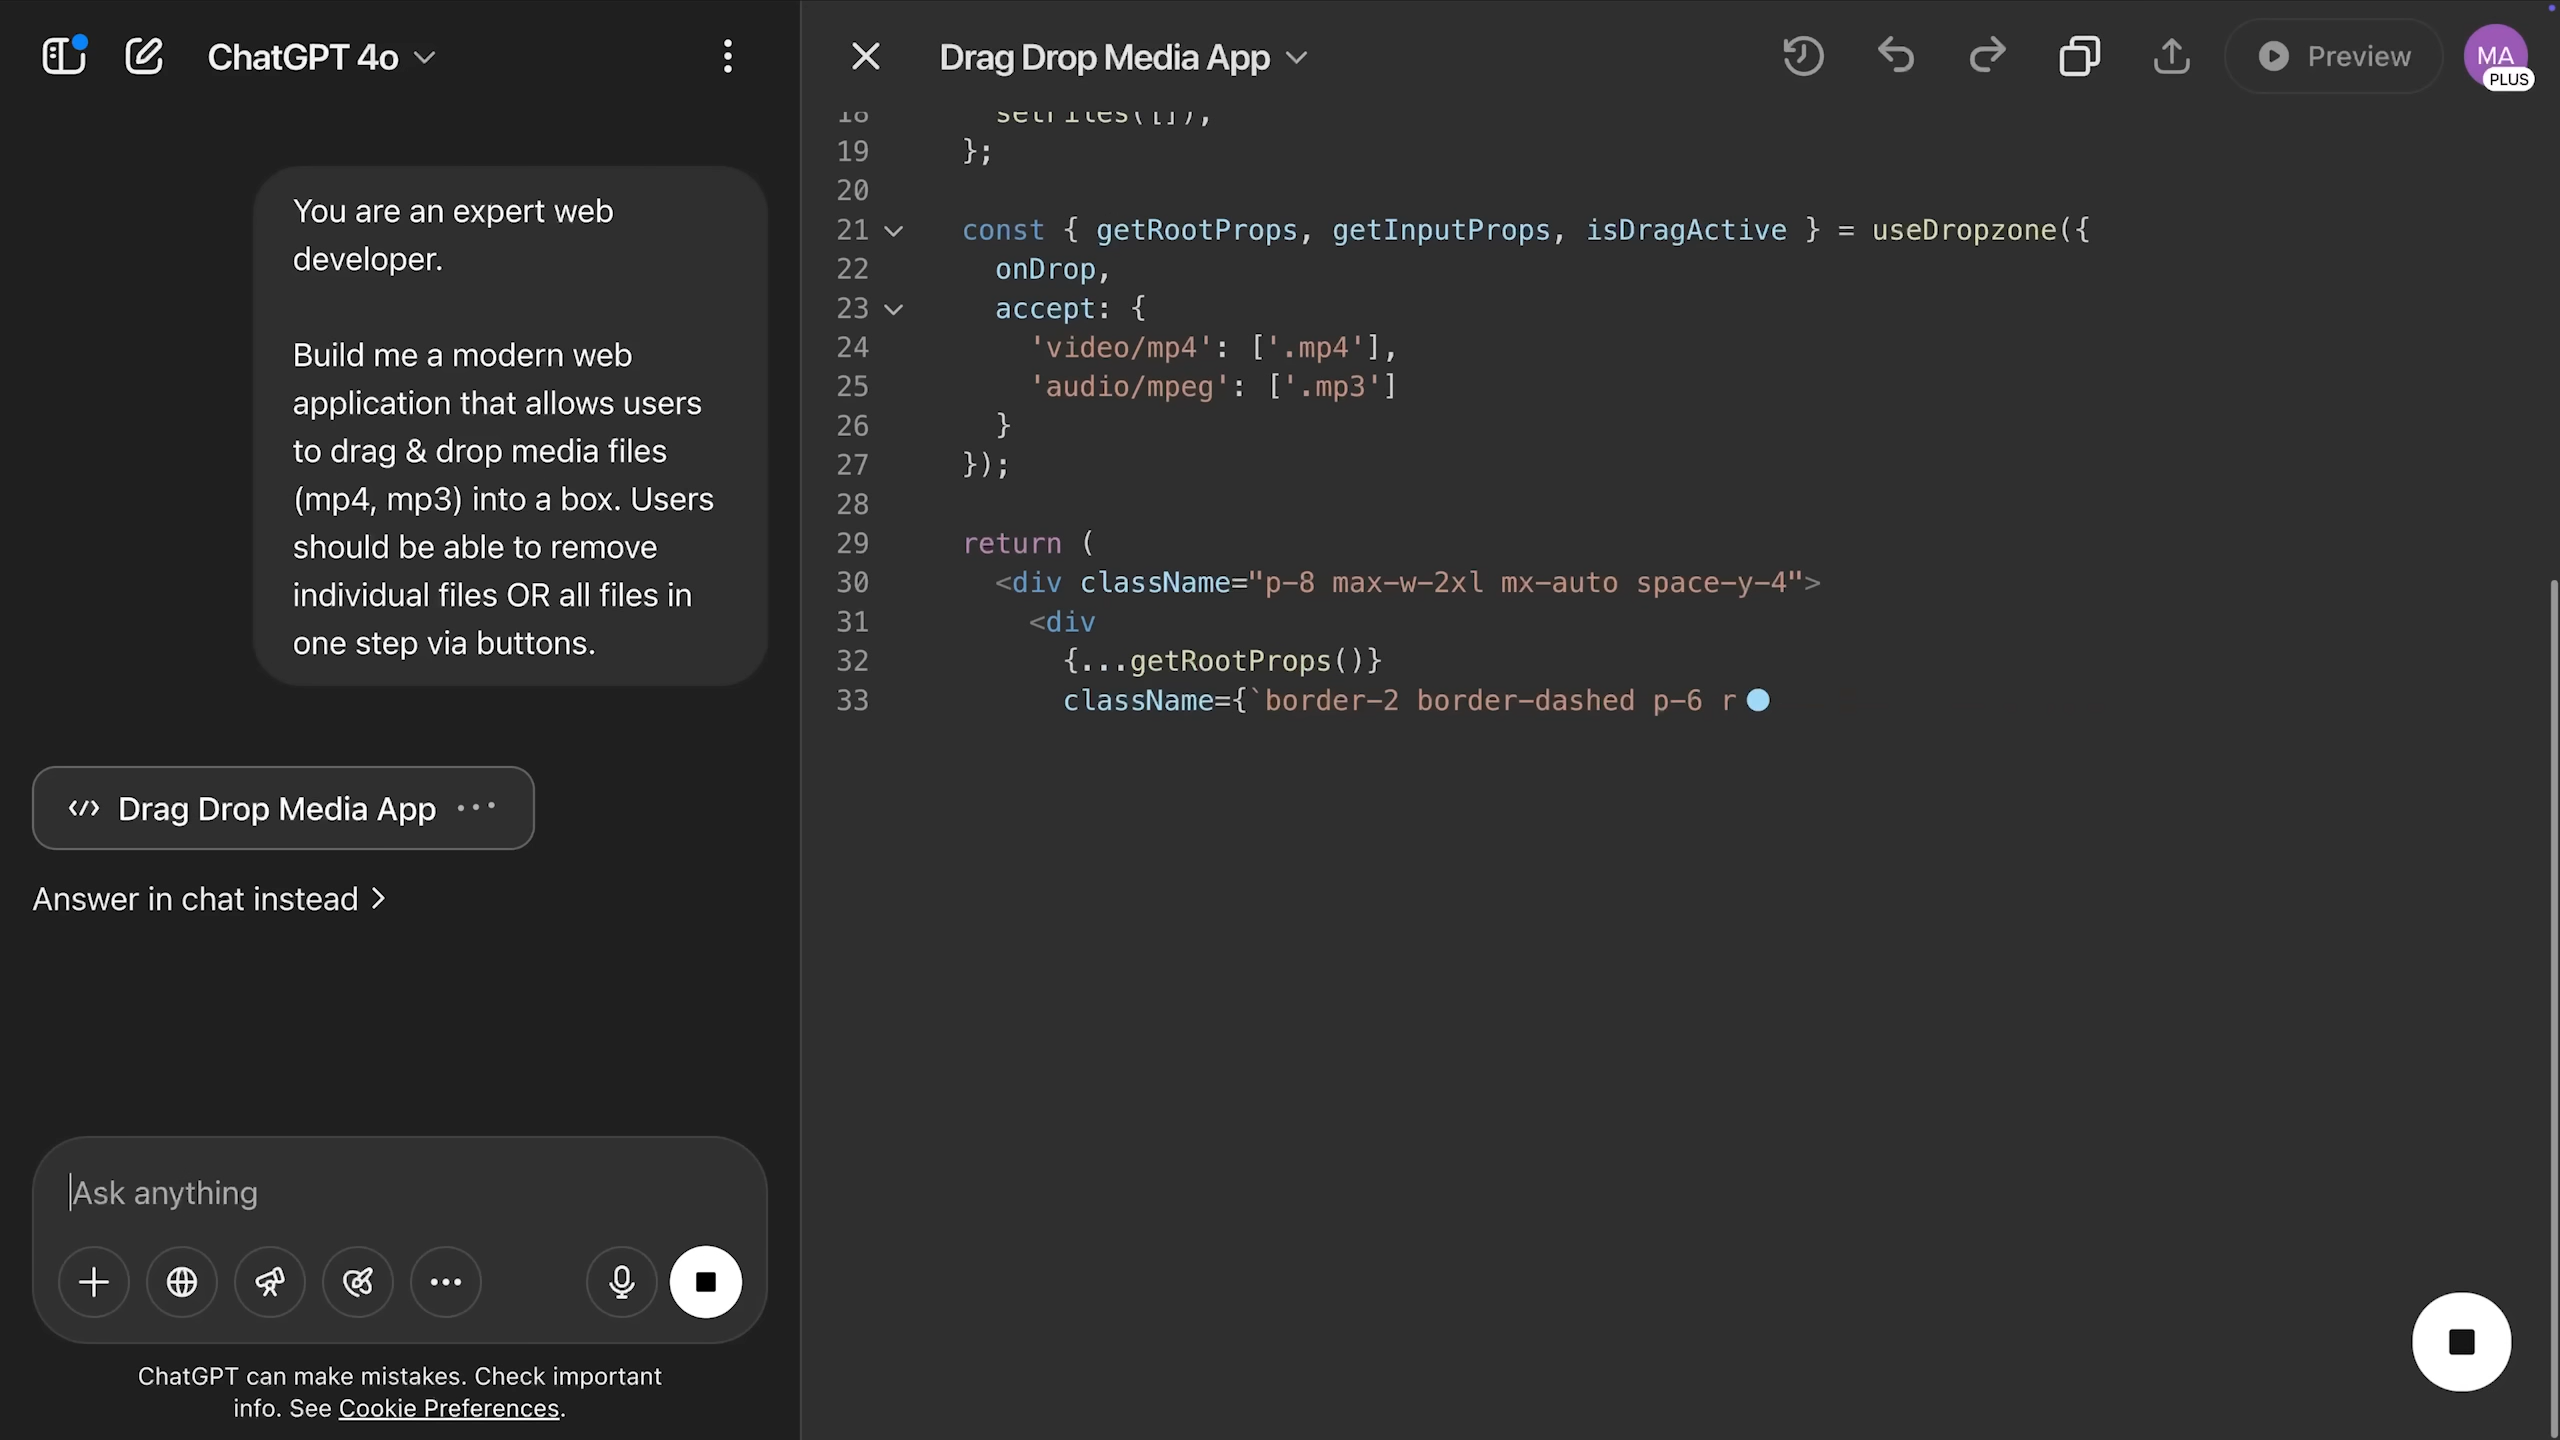 ChatGPT 4o
You are an expert web
developer.
Build me a modern web
application that allows users
to drag & drop media files
(mp4, mp3) into a box. Users
should be able to remove
individual files OR all files in
one step via buttons.
Drag Drop Media App
Answer in chat instead
Ask anything
ChatGPT can make mistakes. Check important
info. See Cookie Preferences.
Drag Drop Media App
Preview
MA
PLUS
18 setFiles([]);
19 };
20
21 const { getRootProps, getInputProps, isDragActive } = useDropzone({
22 onDrop,
23 accept: {
24 'video/mp4': ['.mp4'],
25 'audio/mpeg': ['.mp3']
26 }
27 });
28
29 return (
30 <div className="p-8 max-w-2xl mx-auto space-y-4">
31 <div
32 {...getRootProps()}
33 className={`border-2 border-dashed p-6 r